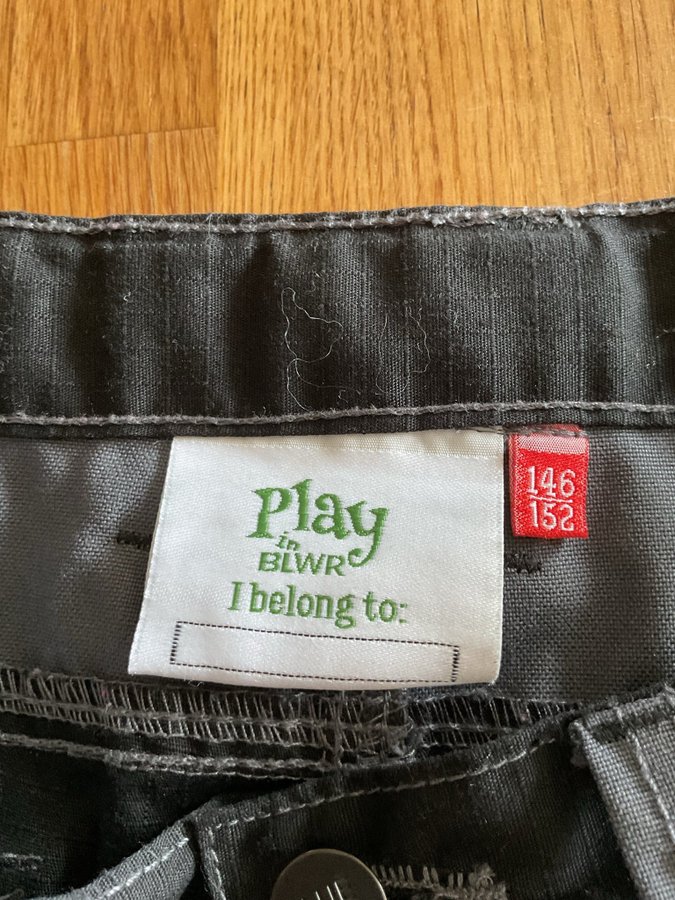 Play
in
BLWR
I belong to:
146
152